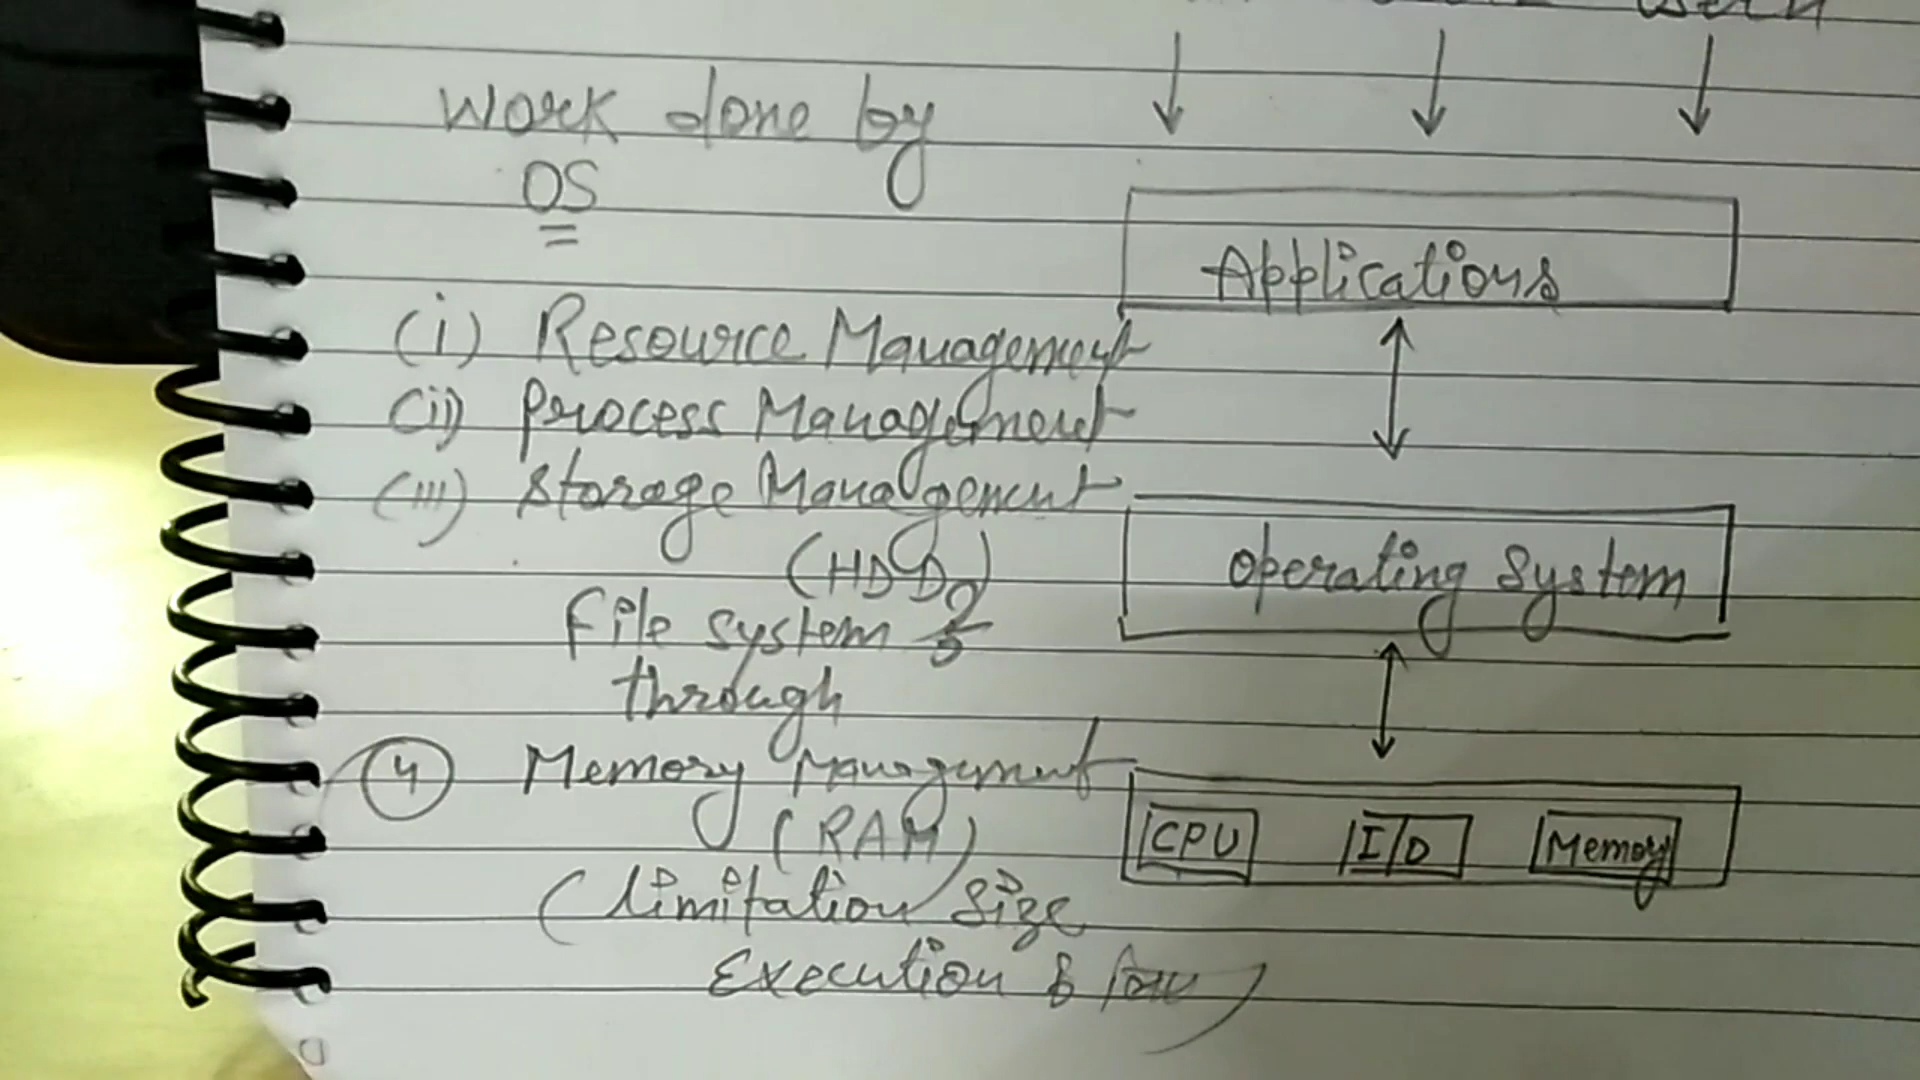 Work done by
OS
(i) Resource Management
(ii) Process Management
(iii) Storage Management
(HDD)
File system
through
4 Memory Management
(RAM)
(limitation size
Execution &
Applications
Operating System
CPU
I/O
Memory